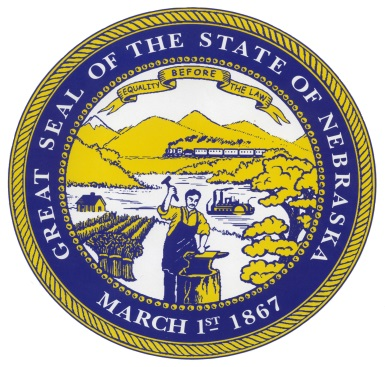 GREAT SEAL OF THE STATE OF NEBRASKA
EQUALITY BEFORE THE LAW
MARCH 1ST 1867